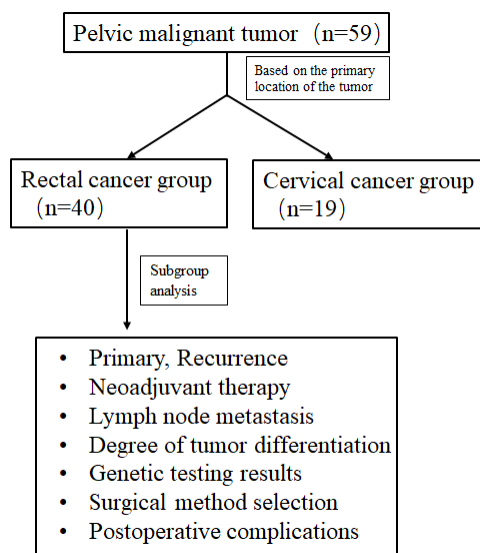 Pelvic malignant tumor（n=59）
Based on the primary
location of the tumor
Rectal cancer group
（n=40）
Cervical cancer group
（n=19）
Subgroup
analysis
• Primary, Recurrence
• Neoadjuvant therapy
• Lymph node metastasis
• Degree of tumor differentiation
• Genetic testing results
• Surgical method selection
• Postoperative complications